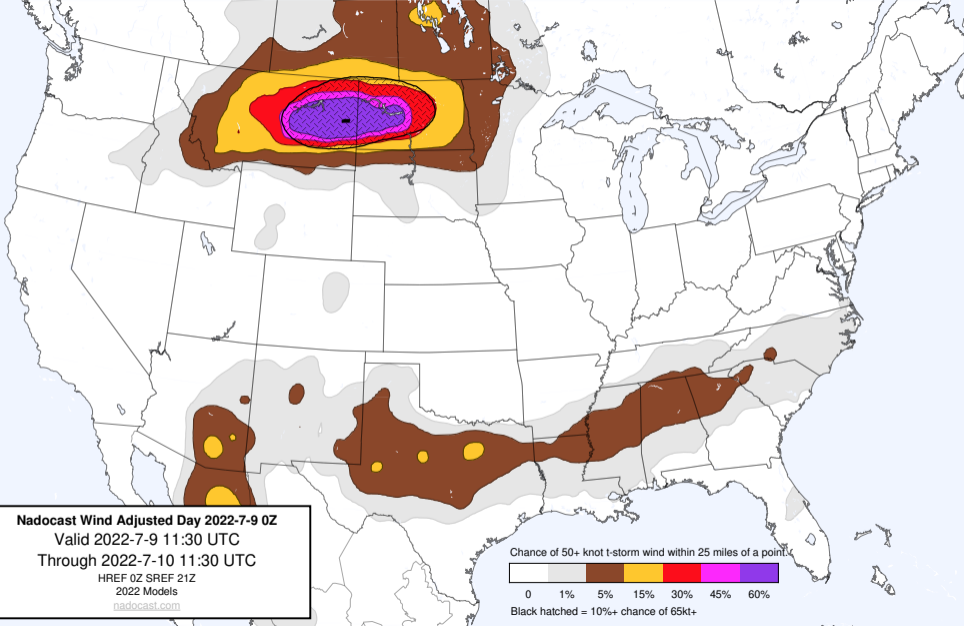 Nadocast Wind Adjusted Day 2022-7-9 0Z
Valid 2022-7-9 11:30 UTC
Through 2022-7-10 11:30 UTC
HREF 0Z SREF 21Z
2022 Models
nadocast.com
Chance of 50+ knot t-storm wind within 25 miles of a point.
0 1% 5% 15% 30% 45% 60%
Black hatched = 10%+ chance of 65kt+